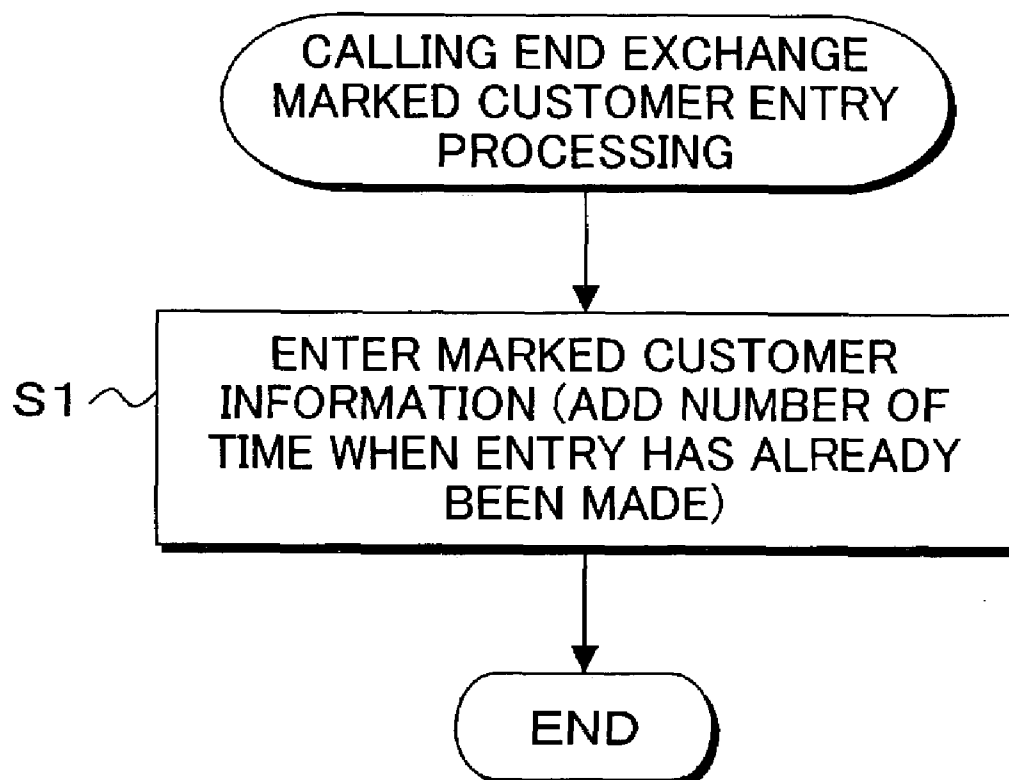 CALLING END EXCHANGE
MARKED CUSTOMER ENTRY
PROCESSING
S1
ENTER MARKED CUSTOMER
INFORMATION (ADD NUMBER OF
TIME WHEN ENTRY HAS ALREADY
BEEN MADE)
END